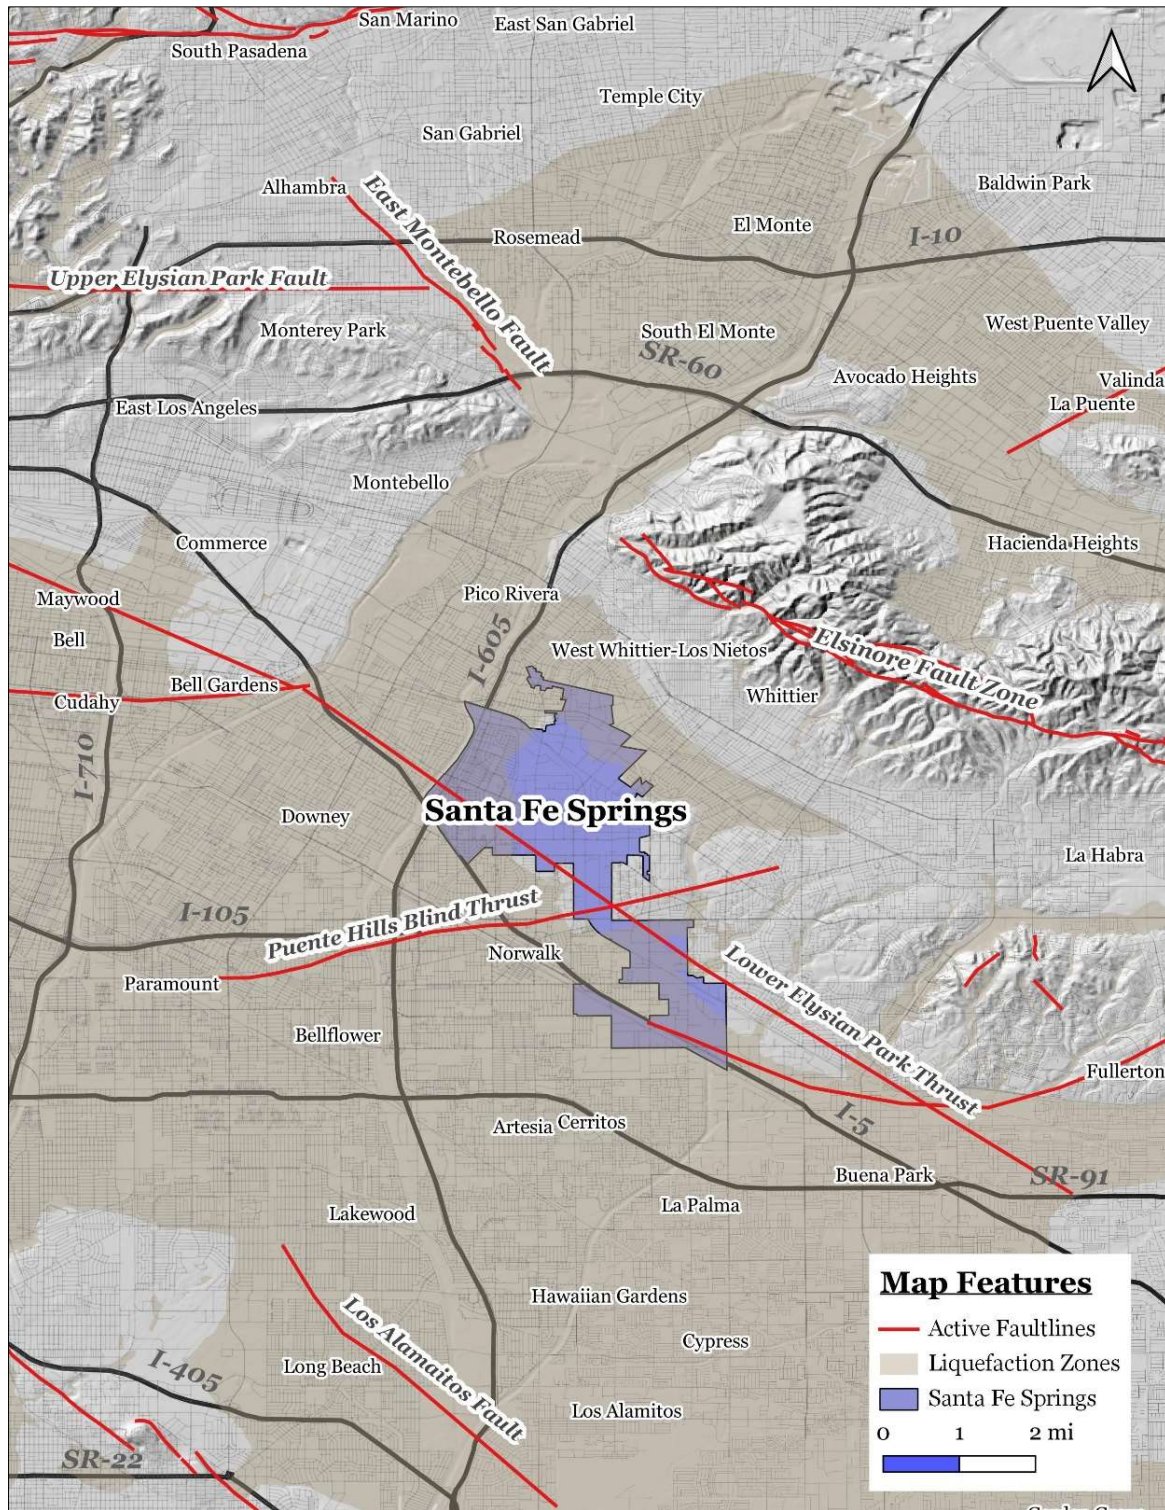 San Marino
East San Gabriel
South Pasadena
Temple City
San Gabriel
Alhambra
Baldwin Park
East Montebello Fault
El Monte
Rosemead
I-10
Upper Elysian Park Fault
Monterey Park
South El Monte
West Puente Valley
SR-60
Avocado Heights
Valinda
La Puente
East Los Angeles
Montebello
Commerce
Hacienda Heights
Pico Rivera
Maywood
Bell
I-605
West Whittier-Los Nietos
Elsinore Fault Zone
Bell Gardens
Whittier
Cudahy
I-710
Santa Fe Springs
Downey
La Habra
I-105
Puente Hills Blind Thrust
Norwalk
Paramount
Lower Elysian Park Thrust
Bellflower
Fullerton
I-5
Artesia
Cerritos
Buena Park
SR-91
La Palma
Lakewood
Hawaiian Gardens
Los Alamaitos Fault
Cypress
I-405
Long Beach
Los Alamitos
SR-22
Map Features
Active Faultlines
Liquefaction Zones
Santa Fe Springs
0 1 2 mi